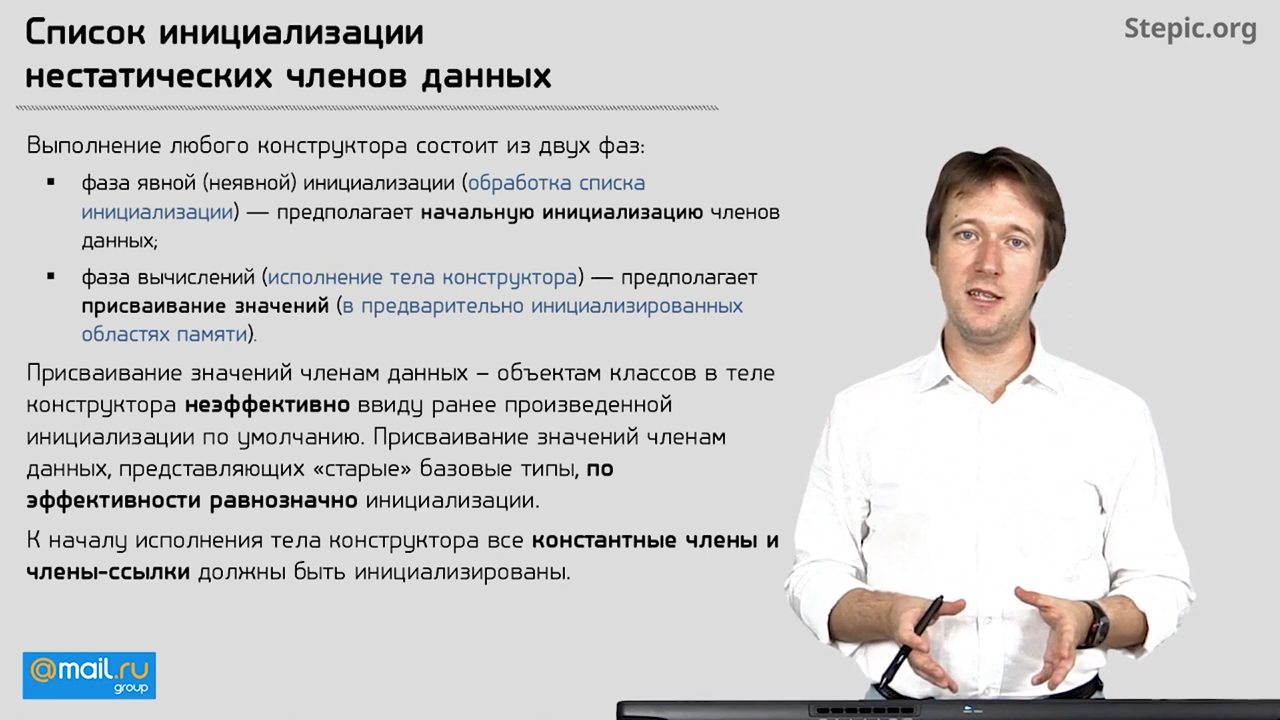 Список инициализации
нестатических членов данных
Stepic.org
Выполнение любого конструктора состоит из двух фаз:
▪ фаза явной (неявной) инициализации (обработка списка
инициализации) — предполагает начальную инициализацию членов
данных;
▪ фаза вычислений (исполнение тела конструктора) — предполагает
присваивание значений (в предварительно инициализированных
областях памяти).
Присваивание значений членам данных – объектам классов в теле
конструктора неэффективно ввиду ранее произведенной
инициализации по умолчанию. Присваивание значений членам
данных, представляющих «старые» базовые типы, по
эффективности равнозначно инициализации.
К началу исполнения тела конструктора все константные члены и
члены-ссылки должны быть инициализированы.
@mail.ru
group